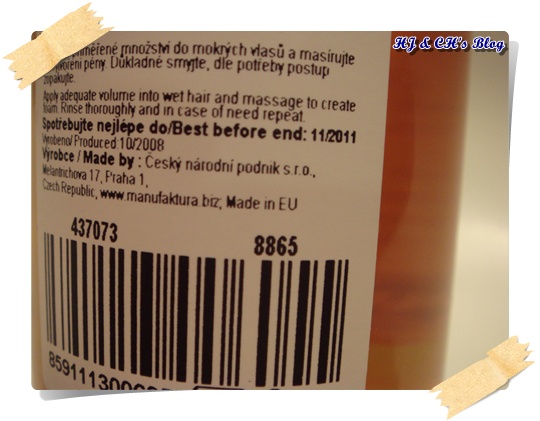 HJ & CH's Blog
množství do mokrých vlasů a masírujte
pěny. Důkladně smyjte, dle potřeby postup
Apply adequate volume into wet hair and massage to create
foam. Rinse thoroughly and in case of need repeat.
Spotřebujte nejlépe do/Best before end: 11/2011
Vyrobeno/ Produced 10/2008
Výrobce / Made by : Český národní podnik s.r.o.,
Melantrichova 17, Praha 1,
Czech Republic, www.manufaktura.biz, Made in EU
437073 8865
859111300